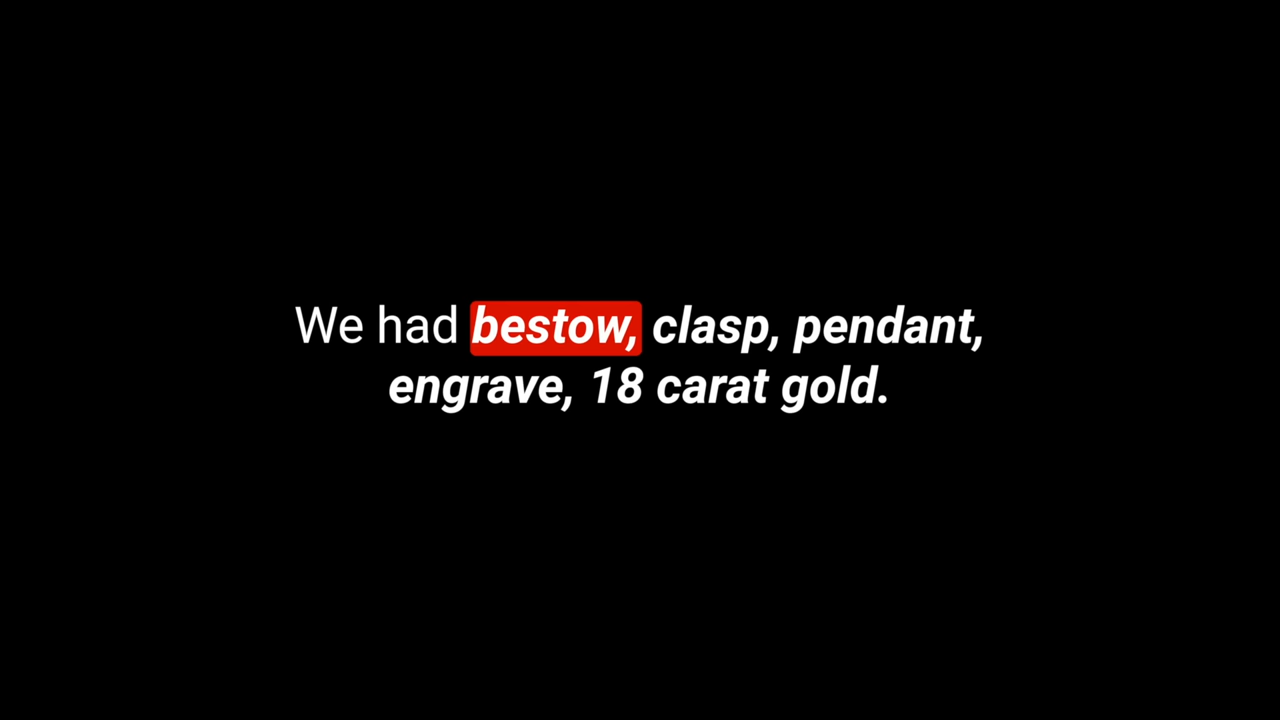 We had bestow, clasp, pendant,
engrave, 18 carat gold.